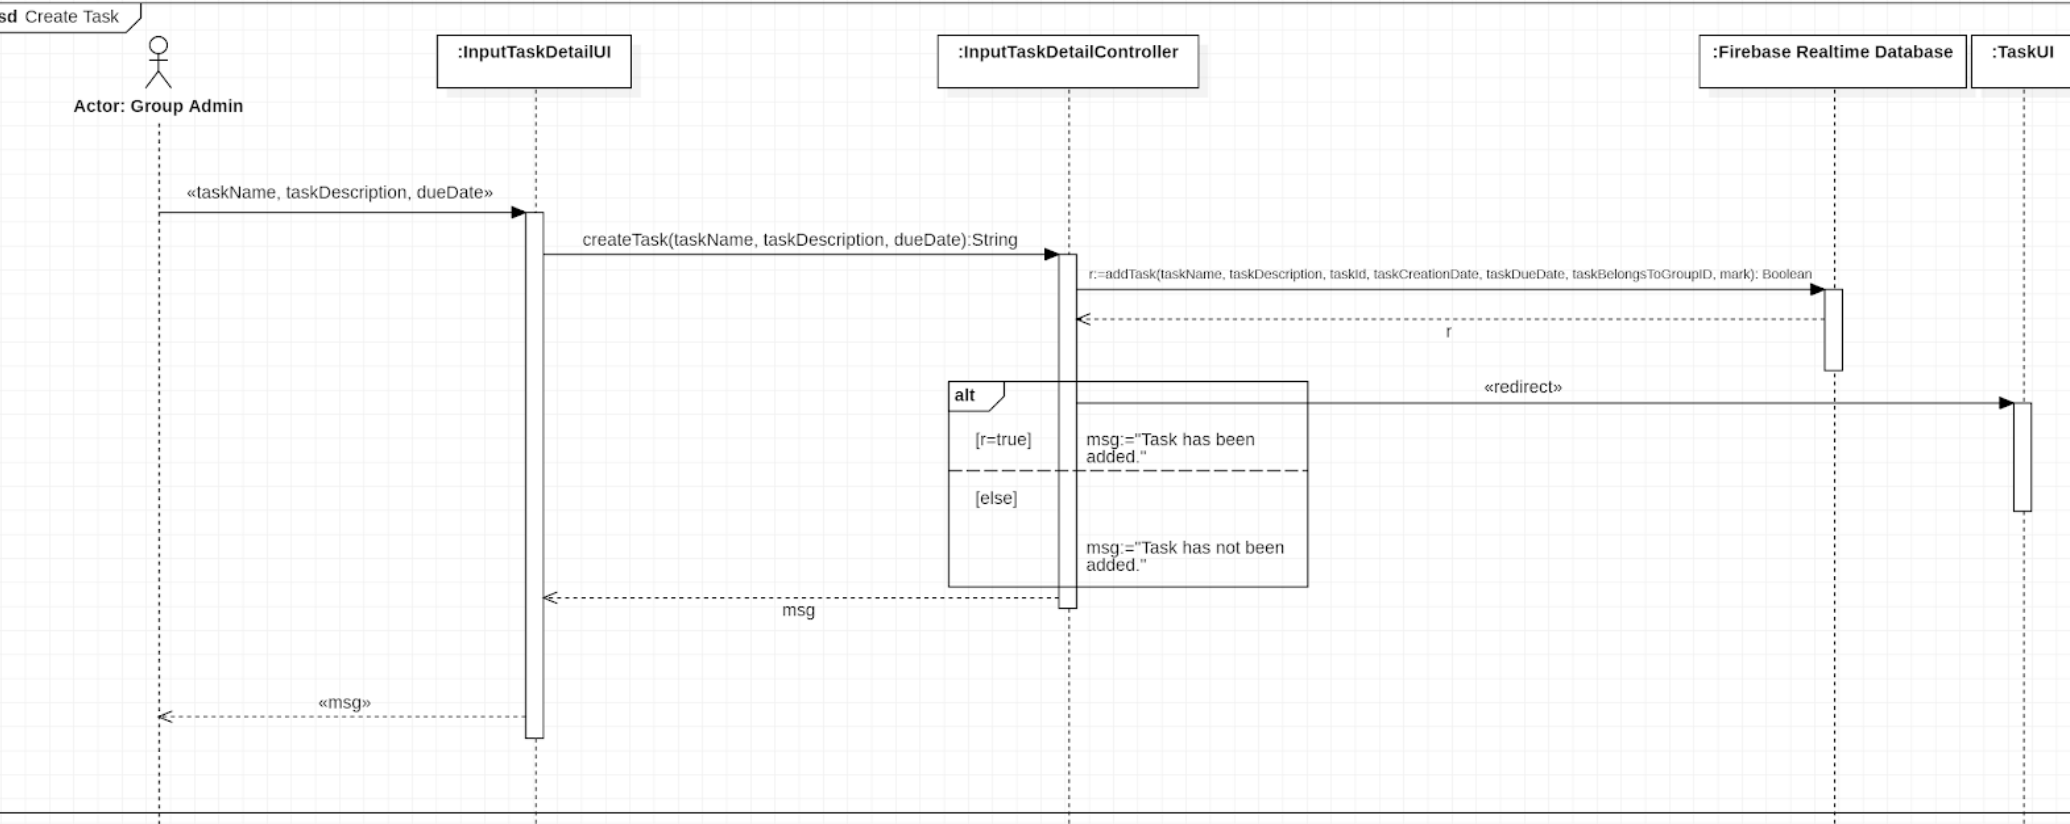 sd Create Task
:InputTaskDetailUI
:InputTaskDetailController
:Firebase Realtime Database
:TaskUI
Actor: Group Admin
«taskName, taskDescription, dueDate»
createTask(taskName, taskDescription, dueDate):String
r:=addTask(taskName, taskDescription, taskId, taskCreationDate, taskDueDate, taskBelongsToGroupID, mark): Boolean
r
«redirect»
alt
[r=true]
msg:="Task has been
added."
[else]
msg:="Task has not been
added."
msg
«msg»